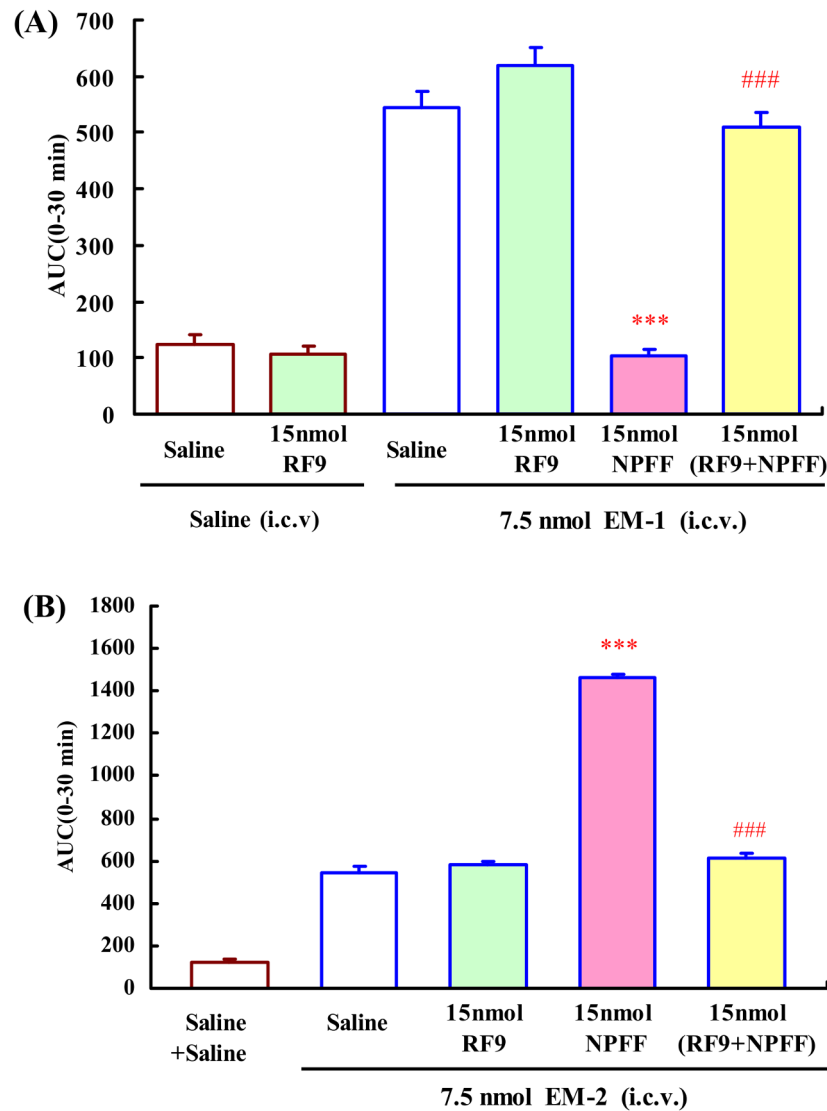 (A)
AUC(0-30 min)
700
600
500
400
300
200
100
0
***
###
Saline
15nmol
RF9
Saline
15nmol
RF9
15nmol
NPFF
15nmol
(RF9+NPFF)
Saline (i.c.v)
7.5 nmol EM-1 (i.c.v.)
(B)
AUC(0-30 min)
1800
1600
1400
1200
1000
800
600
400
200
0
***
###
Saline
+Saline
Saline
15nmol
RF9
15nmol
NPFF
15nmol
(RF9+NPFF)
7.5 nmol EM-2 (i.c.v.)